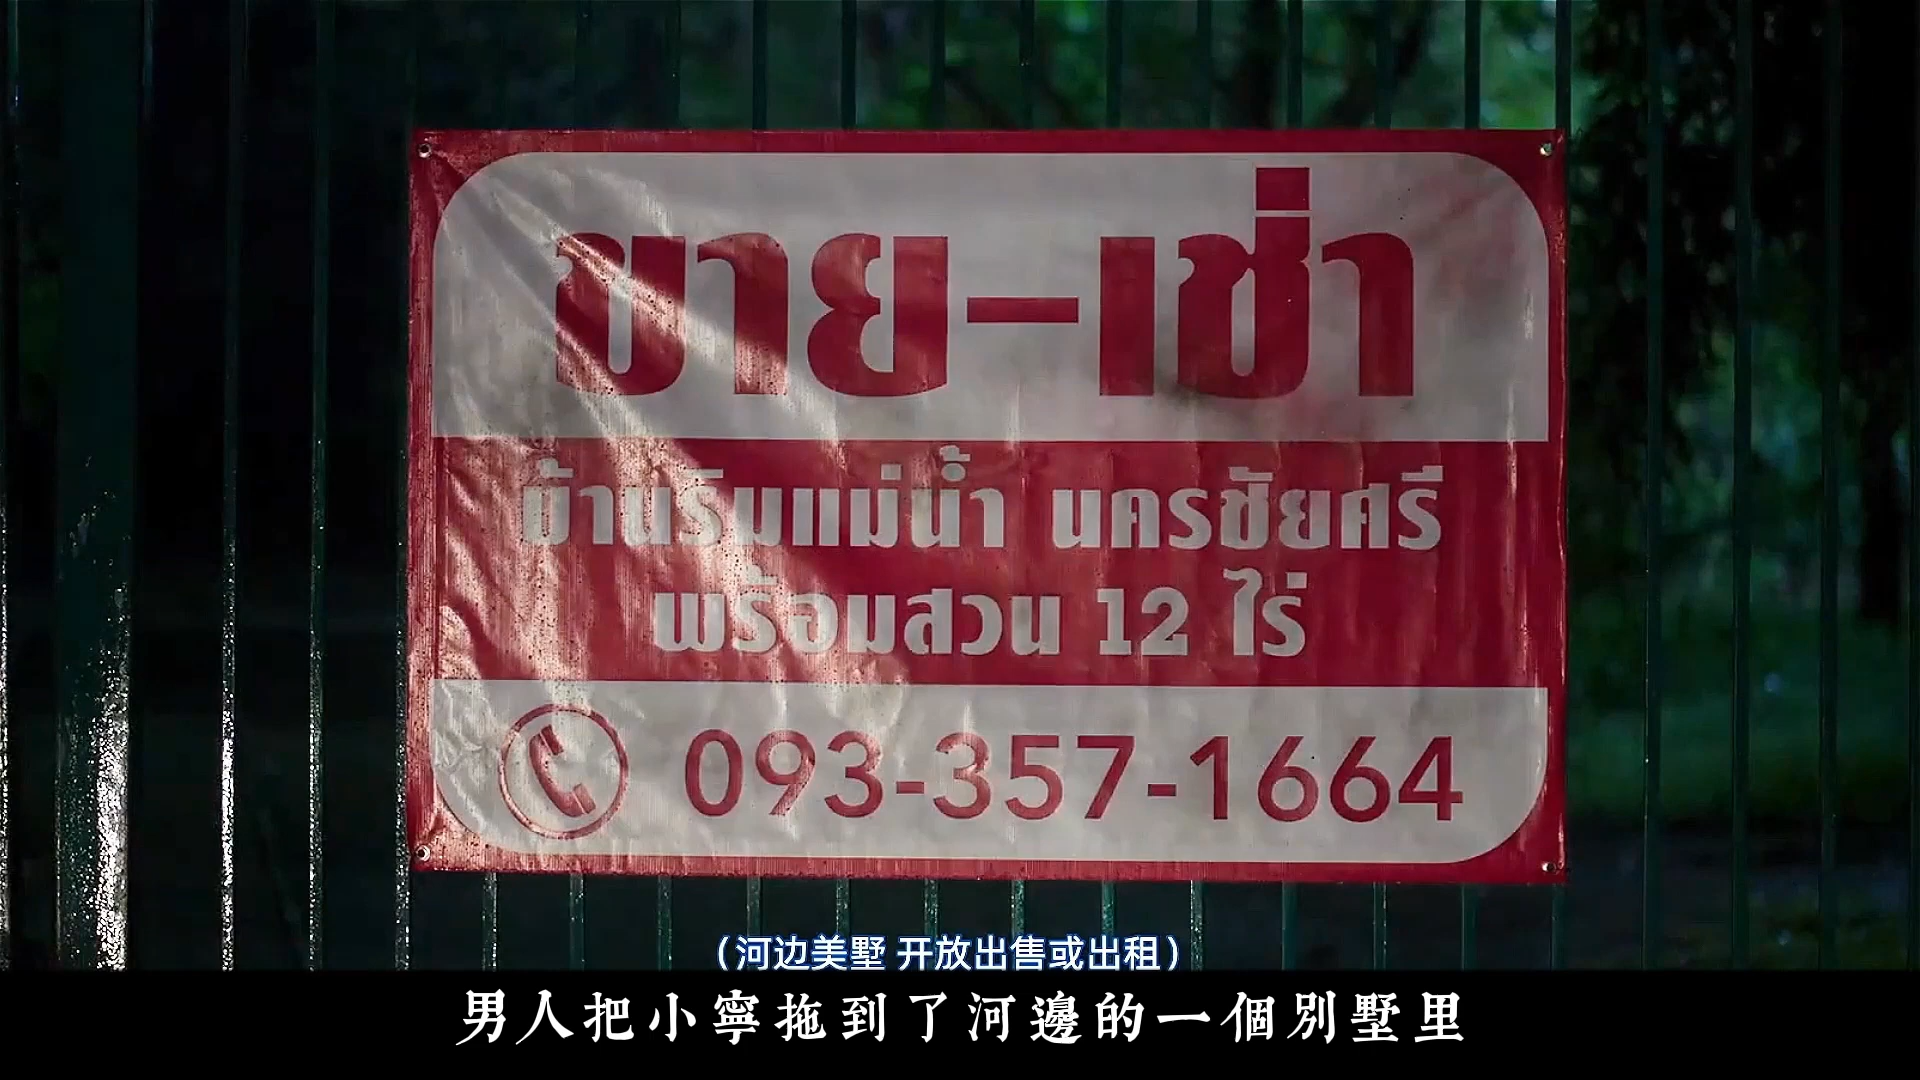 ขาย-เช่า
บ้านริมแม่น้ำ นครชัยศรี
พร้อมสวน 12 ไร่
093-357-1664
（河边美墅 开放出售或出租）
男人把小寧拖到了河邊的一個別墅里